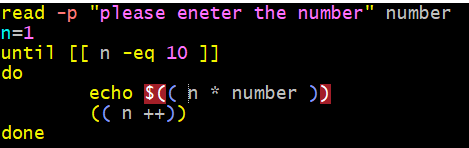 read -p "please eneter the number" number
n=1
until [[ n -eq 10 ]]
do
echo $(( n * number ))
(( n ++))
done